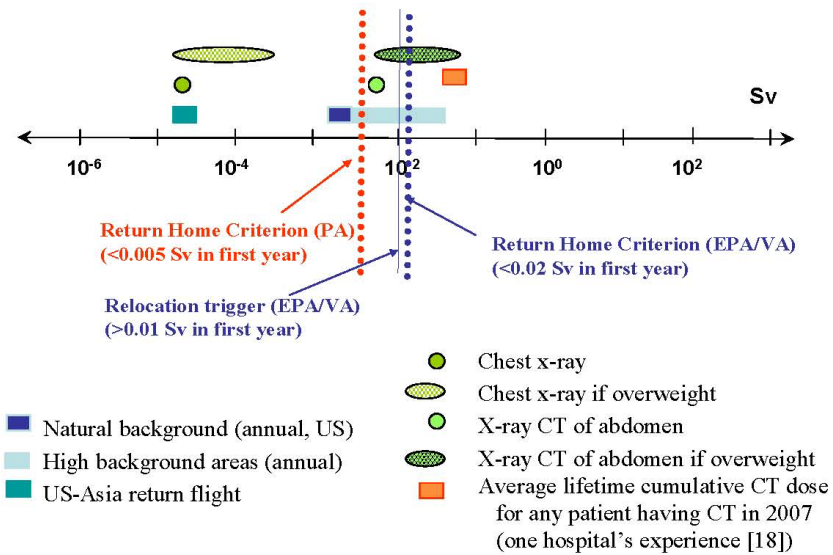 Sv
10-6
10-4
10-2
100
102
Return Home Criterion (PA)
(<0.005 Sv in first year)
Return Home Criterion (EPA/VA)
(<0.02 Sv in first year)
Relocation trigger (EPA/VA)
(>0.01 Sv in first year)
Natural background (annual, US)
High background areas (annual)
US-Asia return flight
Chest x-ray
Chest x-ray if overweight
X-ray CT of abdomen
X-ray CT of abdomen if overweight
Average lifetime cumulative CT dose
for any patient having CT in 2007
(one hospital's experience [18])